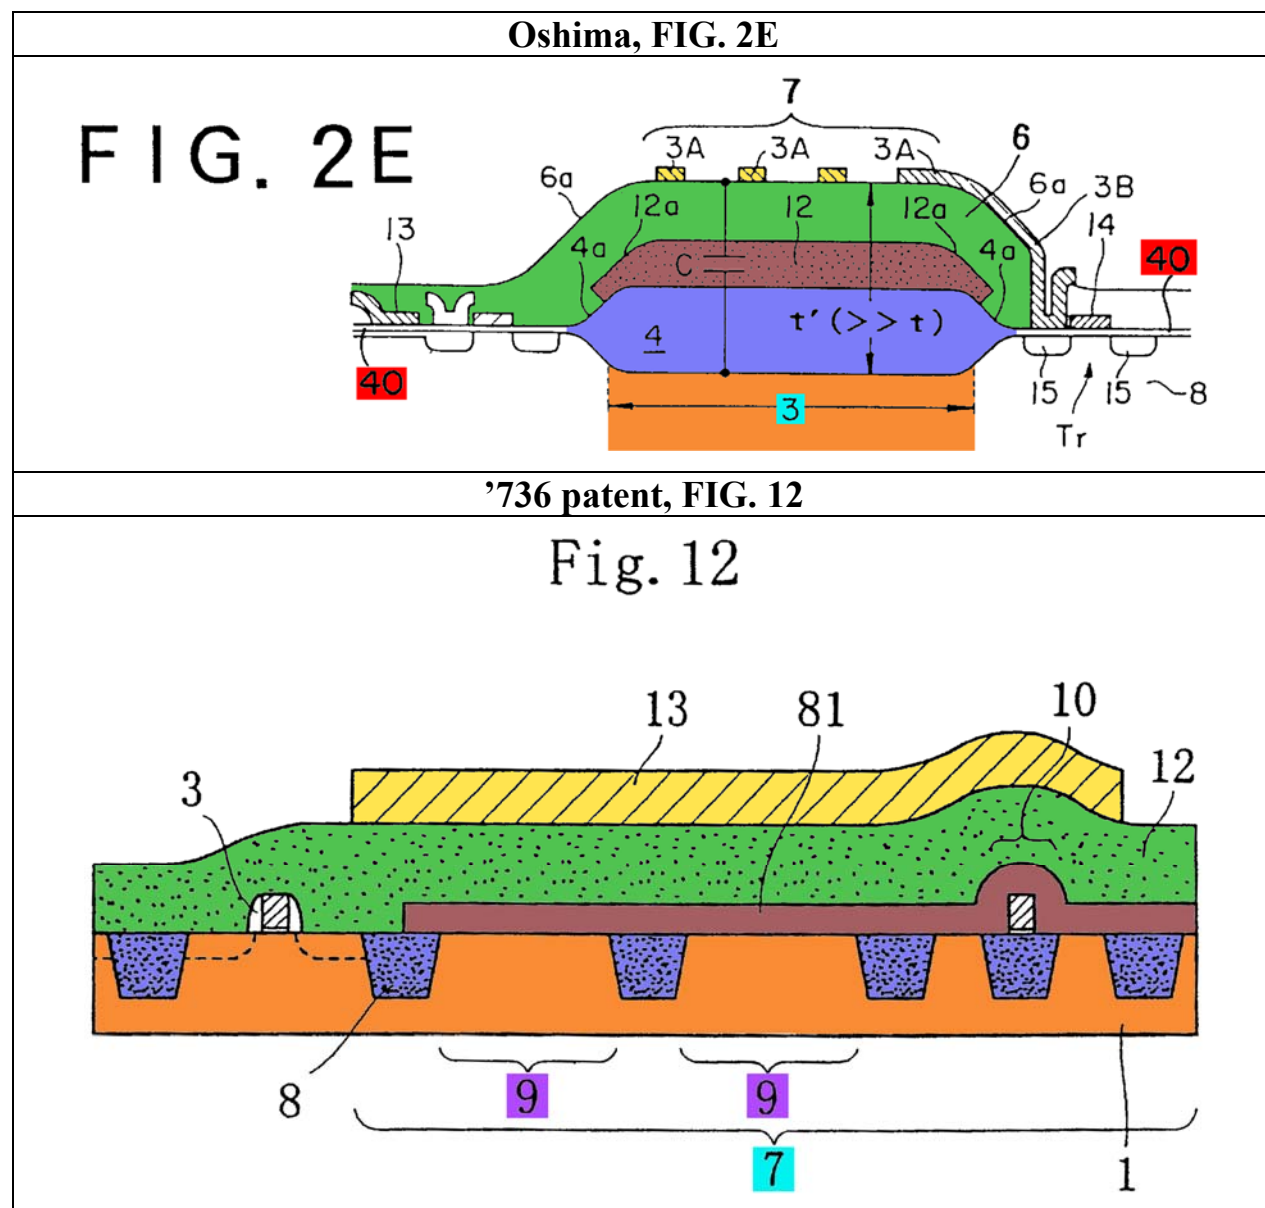 Oshima, FIG. 2E
FIG. 2E
7
3A 3A 3A 6
6a 12a 12 12a 6a 3B
13 4a C 4a 14 40
4 t'(>>t)
40 3 15 15 8
Tr
’736 patent, FIG. 12
Fig. 12
13 81 10
3 12
8 9 9
7 1